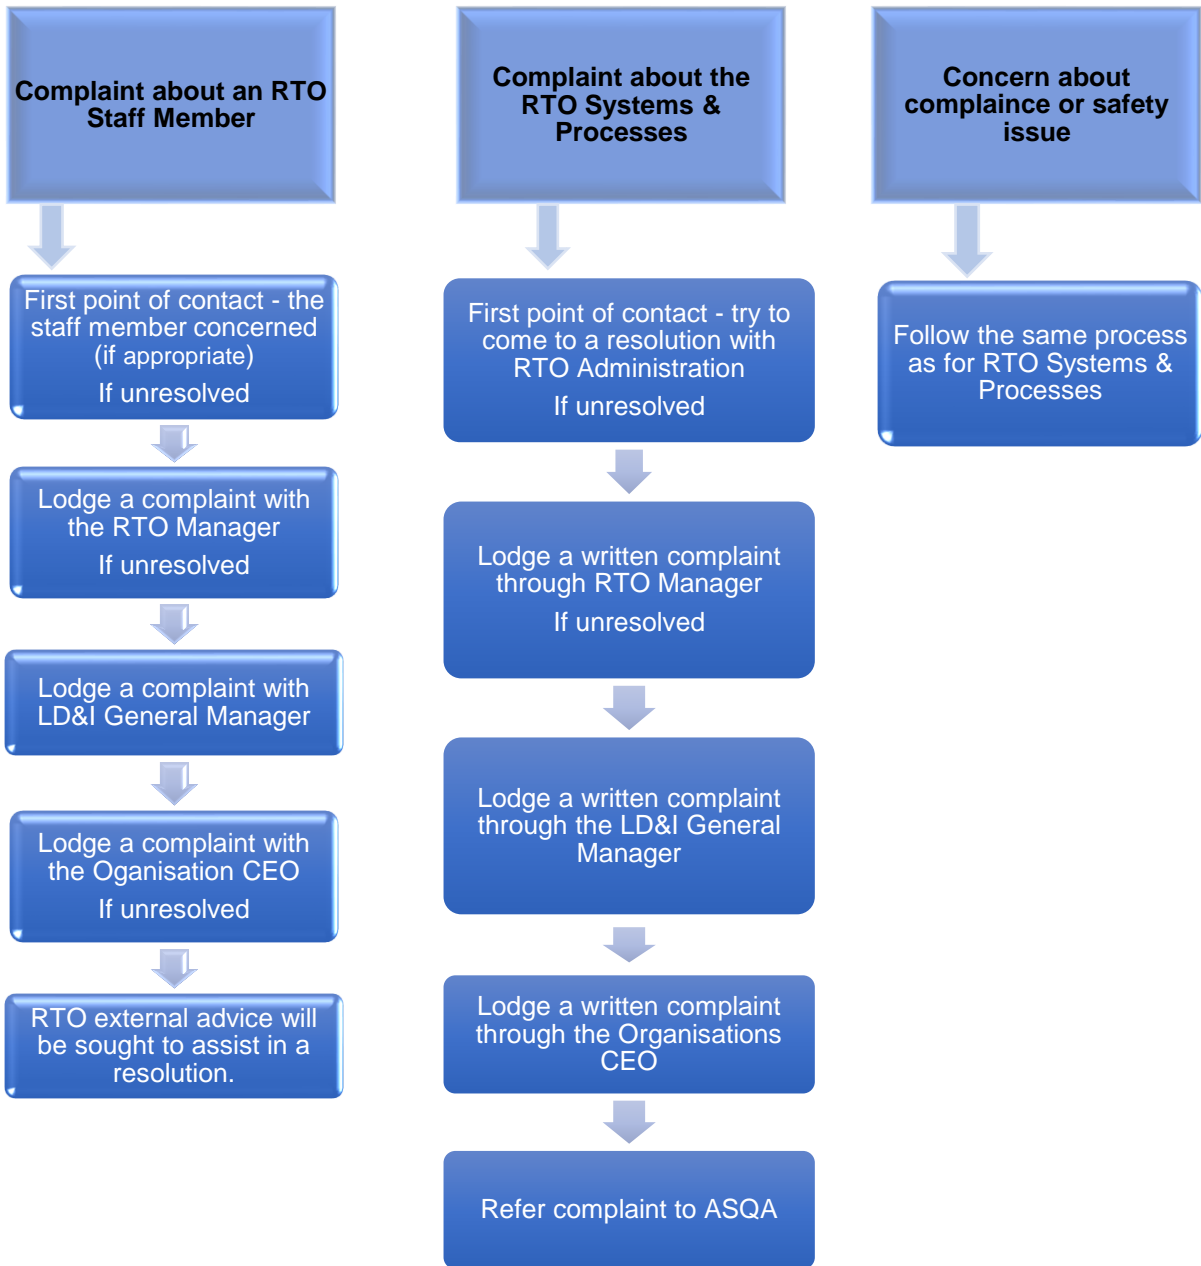 Complaint about an RTO
Staff Member
First point of contact - the
staff member concerned
(if appropriate)
If unresolved
Lodge a complaint with
the RTO Manager
If unresolved
Lodge a complaint with
LD&I General Manager
Lodge a complaint with
the Oganisation CEO
If unresolved
RTO external advice will
be sought to assist in a
resolution.
Complaint about the
RTO Systems &
Processes
First point of contact - try to
come to a resolution with
RTO Administration
If unresolved
Lodge a written complaint
through RTO Manager
If unresolved
Lodge a written complaint
through the LD&I General
Manager
Lodge a written complaint
through the Organisations
CEO
Refer complaint to ASQA
Concern about
complaince or safety
issue
Follow the same process
as for RTO Systems &
Processes